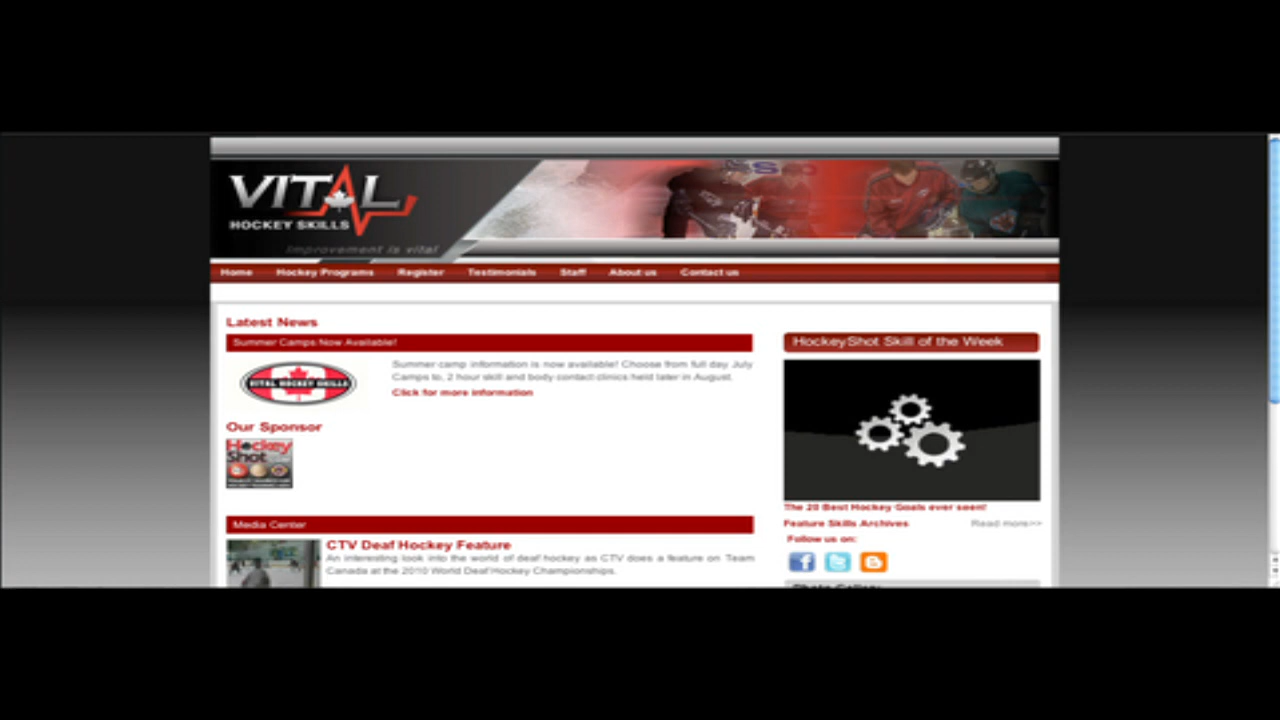 VITAL
HOCKEY SKILLS
Improvement is vital
Home Hockey Programs Register Testimonials Staff About us Contact us
Latest News
Summer Camps Now Available!
VITAL HOCKEY SKILLS
Summer camp information is now available! Choose from full day July
Camps to, 2 hour skill and body contact clinics held later in August.
Click for more information
Our Sponsor
Hockey
Shot
Media Center
CTV Deaf Hockey Feature
An interesting look into the world of deaf hockey as CTV does a feature on Team
Canada at the 2010 World Deaf Hockey Championships.
HockeyShot Skill of the Week
The 20 Best Hockey Goals ever seen!
Feature Skills Archives Read more>>
Follow us on:
Photo Gallery